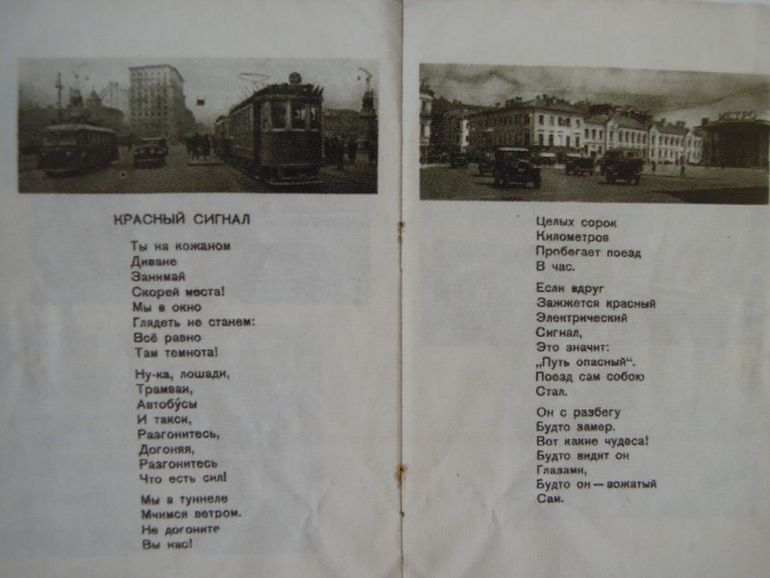 КРАСНЫЙ СИГНАЛ
Ты на кожаном
Диване
Занимай
Скорей места!
Мы в окно
Глядеть не станем:
Всё равно
Там темнота!
Ну-ка, лошади,
Трамваи,
Автобу́сы
И такси,
Разгонитесь,
Догоняя,
Разгонитесь
Что есть сил!
Мы в туннеле
Мчимся ветром.
Не догоните
Вы нас!
МЕТРО
Целых сорок
Километров
Пробегает поезд
В час.
Если вдруг
Зажжется красный
Электрический
Сигнал,
Это значит:
„Путь опасный“.
Поезд сам собою
Стал.
Он с разбегу
Будто замер.
Вот какие чудеса!
Будто видит он
Глазами,
Будто он — вожатый
Сам.